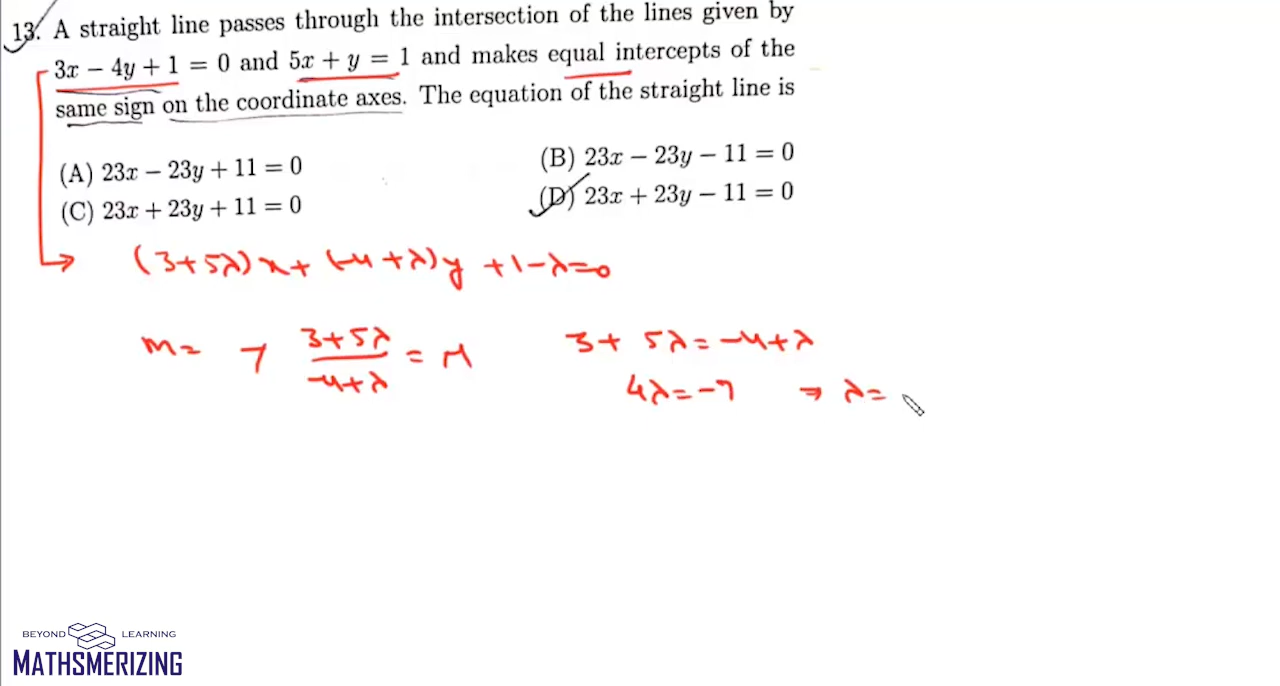 13. A straight line passes through the intersection of the lines given by
3x − 4y + 1 = 0 and 5x + y = 1 and makes equal intercepts of the
same sign on the coordinate axes. The equation of the straight line is
(A) 23x − 23y + 11 = 0
(B) 23x − 23y − 11 = 0
(C) 23x + 23y + 11 = 0
(D) 23x + 23y − 11 = 0
(3+5λ)x + (-4+λ)y + 1-λ=0
m = 7 3+5λ/-4+λ = -1
3 + 5λ = -4+λ
4λ = -7 ⇒ λ =
BEYOND LEARNING
MATHSMERIZING